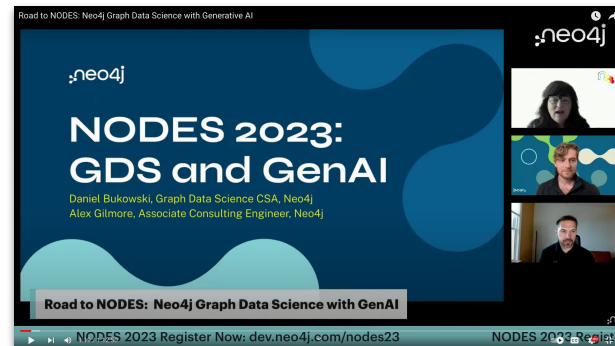 Road to NODES: Neo4j Graph Data Science with Generative AI
neo4j
neo4j
NODES 2023:
GDS and GenAI
Daniel Bukowski, Graph Data Science CSA, Neo4j
Alex Gilmore, Associate Consulting Engineer, Neo4j
Road to NODES: Neo4j Graph Data Science with GenAI
NODES 2023 Register Now: dev.neo4j.com/nodes23
NODES 2023 Regist